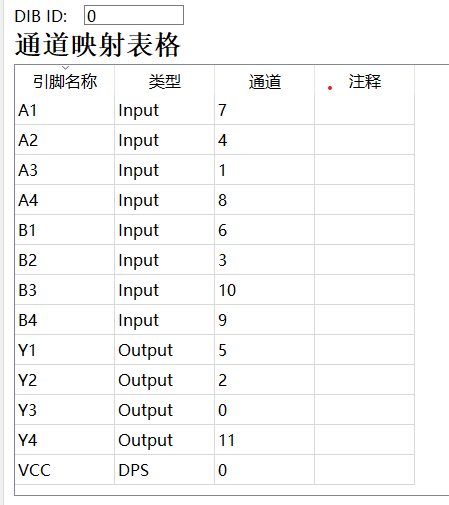 DIB ID: 0
通道映射表格
引脚名称 类型 通道 注释
A1 Input 7
A2 Input 4
A3 Input 1
A4 Input 8
B1 Input 6
B2 Input 3
B3 Input 10
B4 Input 9
Y1 Output 5
Y2 Output 2
Y3 Output 0
Y4 Output 11
VCC DPS 0